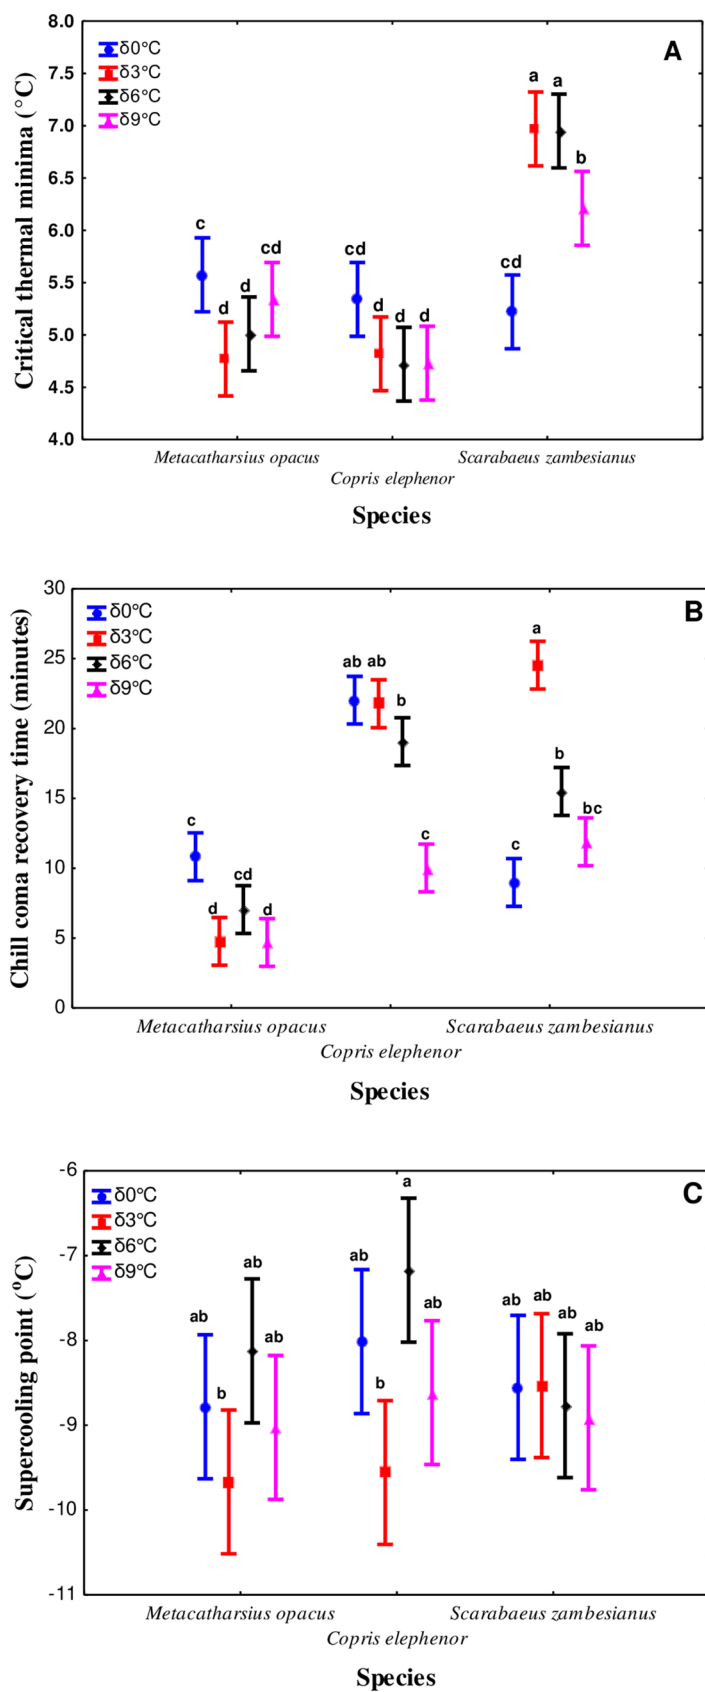 8.0
A
δ0°C
δ3°C
δ6°C
δ9°C
7.5
7.0
6.5
6.0
5.5
5.0
4.5
4.0
Critical thermal minima (°C)
c
d
d
cd
cd
d
d
d
cd
a
a
b
Metacatharsius opacus
Copris elephenor
Scarabaeus zambesianus
Species
30
B
δ0°C
δ3°C
δ6°C
δ9°C
25
20
15
10
5
0
Chill coma recovery time (minutes)
c
d
cd
d
ab
ab
b
c
c
a
b
bc
Metacatharsius opacus
Copris elephenor
Scarabaeus zambesianus
Species
-6
C
δ0°C
δ3°C
δ6°C
δ9°C
-7
-8
-9
-10
-11
Supercooling point (°C)
ab
b
ab
ab
ab
b
a
ab
ab
ab
ab
ab
Metacatharsius opacus
Copris elephenor
Scarabaeus zambesianus
Species